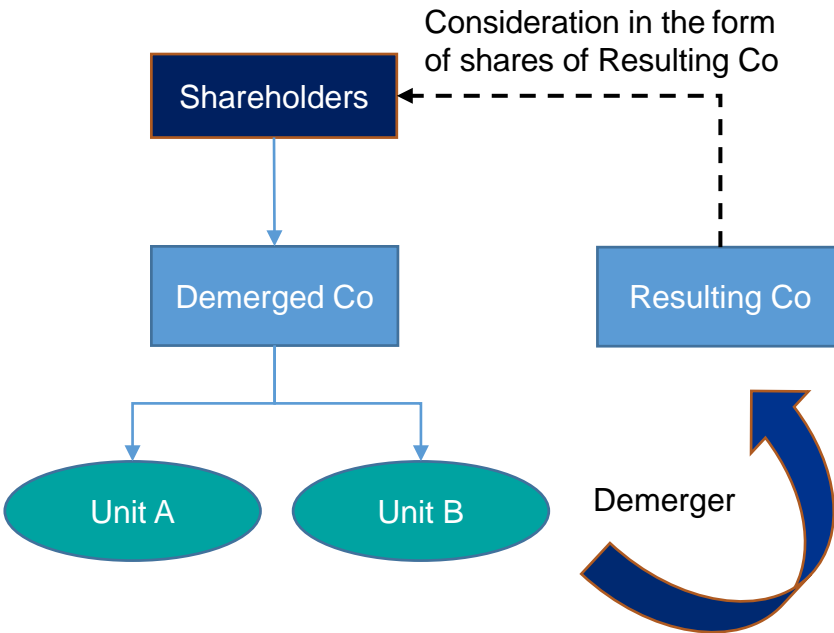 Consideration in the form
of shares of Resulting Co
Shareholders
Demerged Co
Resulting Co
Unit A
Unit B
Demerger